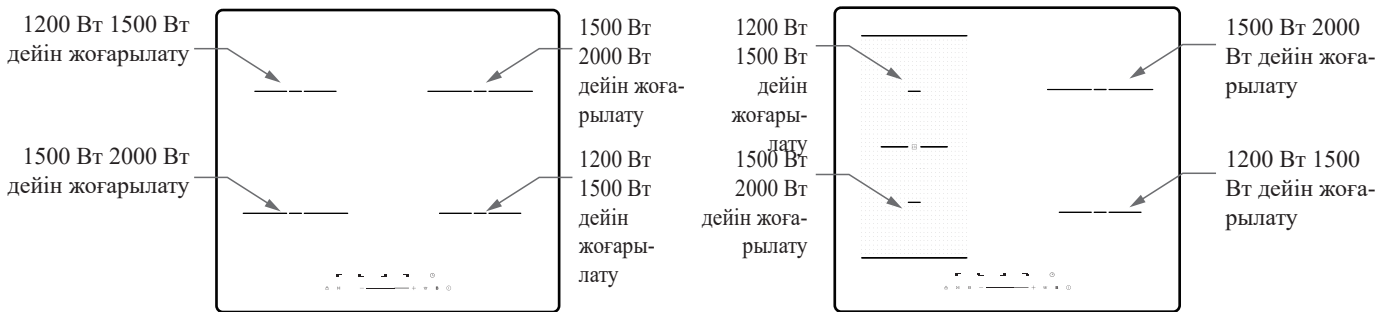 1200 Вт 1500 Вт
дейін жоғарылату
1500 Вт
2000 Вт
дейін жоға-
рылату
1500 Вт 2000 Вт
дейін жоғарылату
1200 Вт
1500 Вт
дейін
жоғары-
лату
1200 Вт
1500 Вт
дейін
жоғары-
лату
1500 Вт 2000
Вт дейін жоға-
рылату
1500 Вт
2000 Вт
дейін жоға-
рылату
1200 Вт 1500
Вт дейін жоға-
рылату